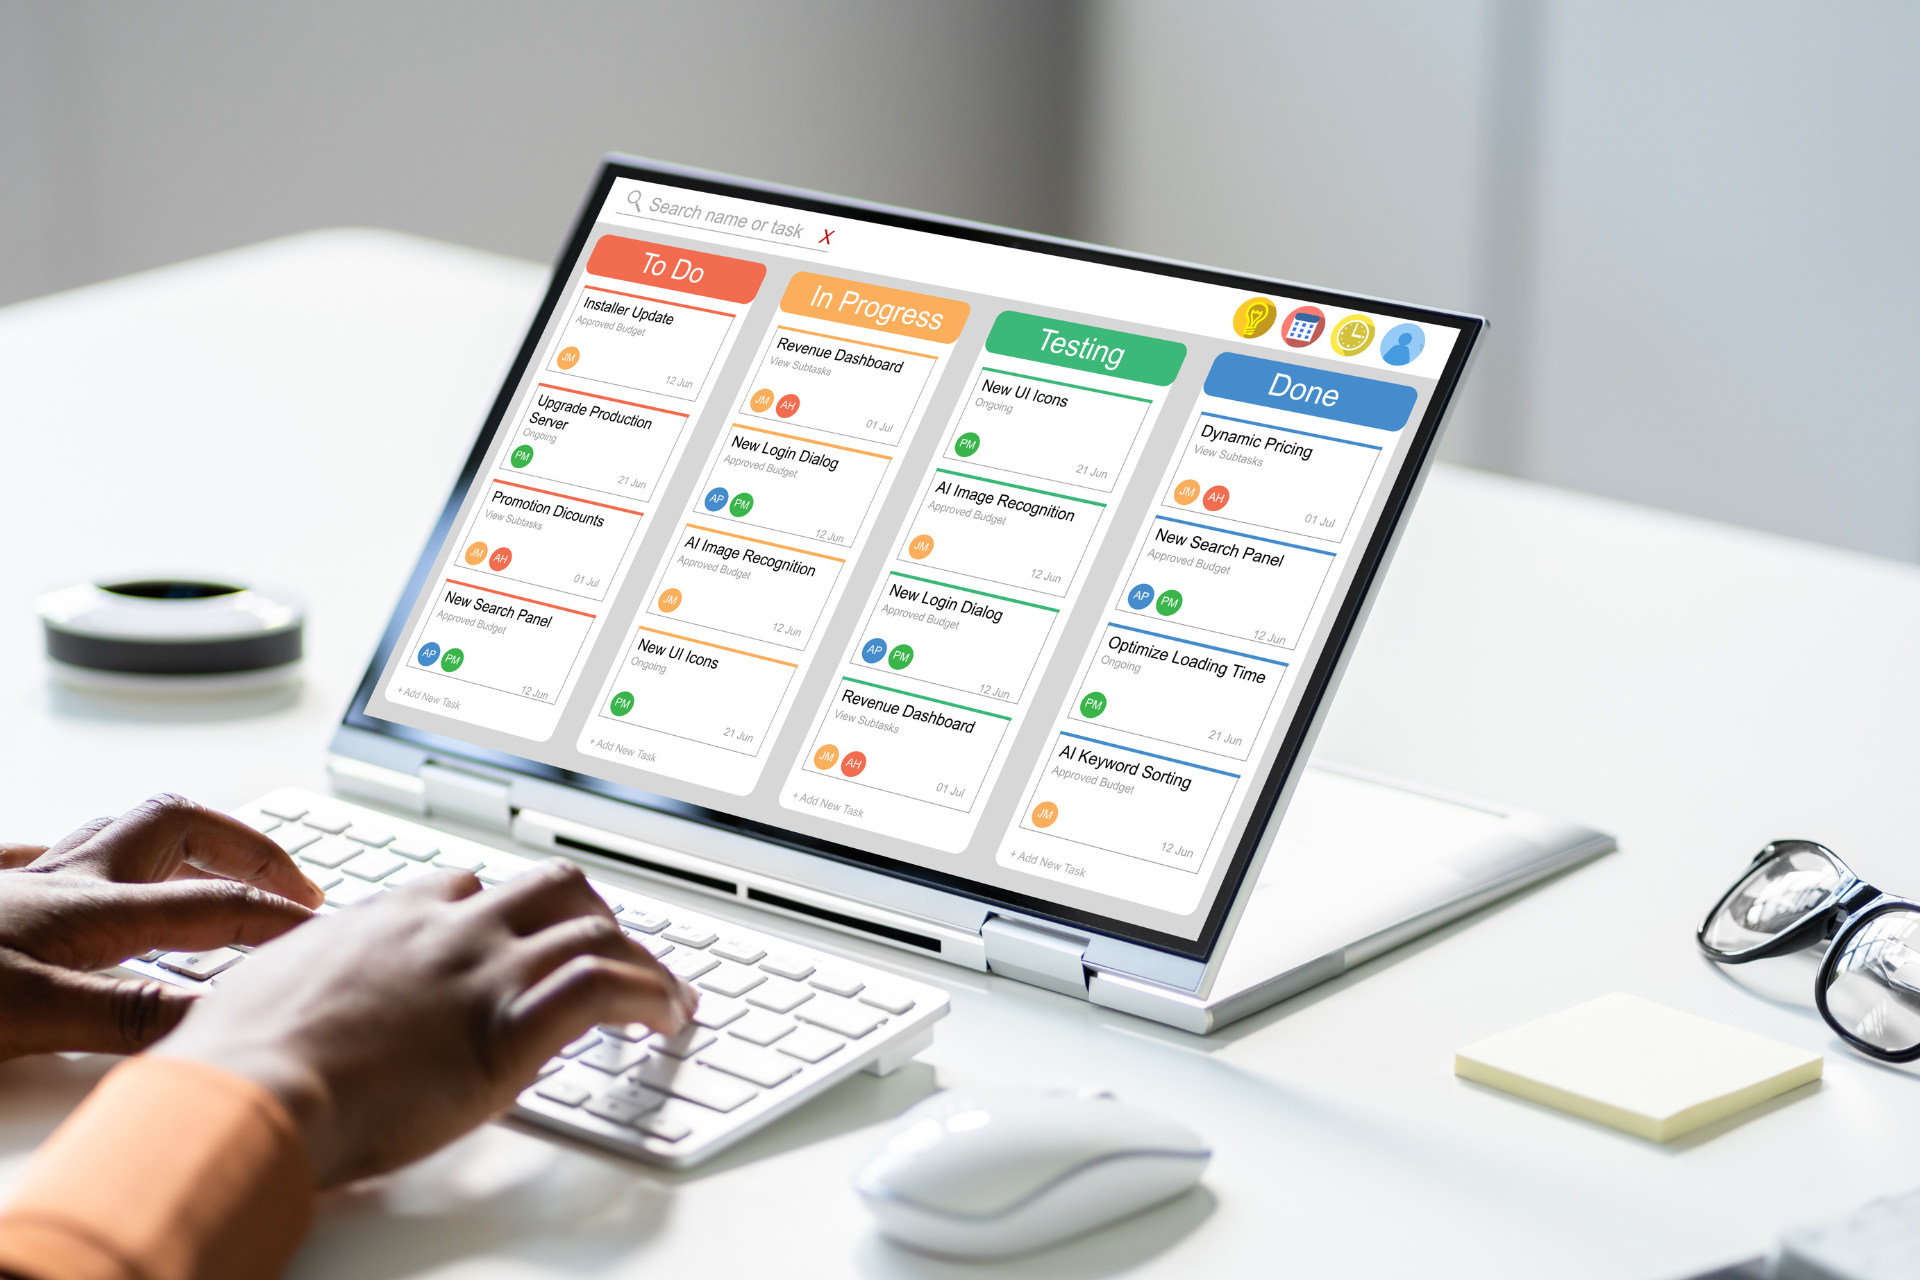 Search name or task X
To Do
Installer Update
Approved Budget
JM
12 Jun
Upgrade Production
Server
Ongoing
PM
21 Jun
Promotion Dicounts
View Subtasks
JM AH
01 Jul
New Search Panel
Approved Budget
AP PM
12 Jun
+ Add New Task
In Progress
Revenue Dashboard
View Subtasks
JM AH
01 Jul
New Login Dialog
Approved Budget
AP PM
12 Jun
AI Image Recognition
Approved Budget
JM
12 Jun
New UI Icons
Ongoing
PM
21 Jun
+ Add New Task
Testing
New UI Icons
Ongoing
PM
21 Jun
AI Image Recognition
Approved Budget
JM
12 Jun
New Login Dialog
Approved Budget
AP PM
12 Jun
Revenue Dashboard
View Subtasks
JM AH
01 Jul
+ Add New Task
Done
Dynamic Pricing
View Subtasks
JM AH
01 Jul
New Search Panel
Approved Budget
AP PM
12 Jun
Optimize Loading Time
Ongoing
PM
21 Jun
AI Keyword Sorting
Approved Budget
JM
12 Jun
+ Add New Task